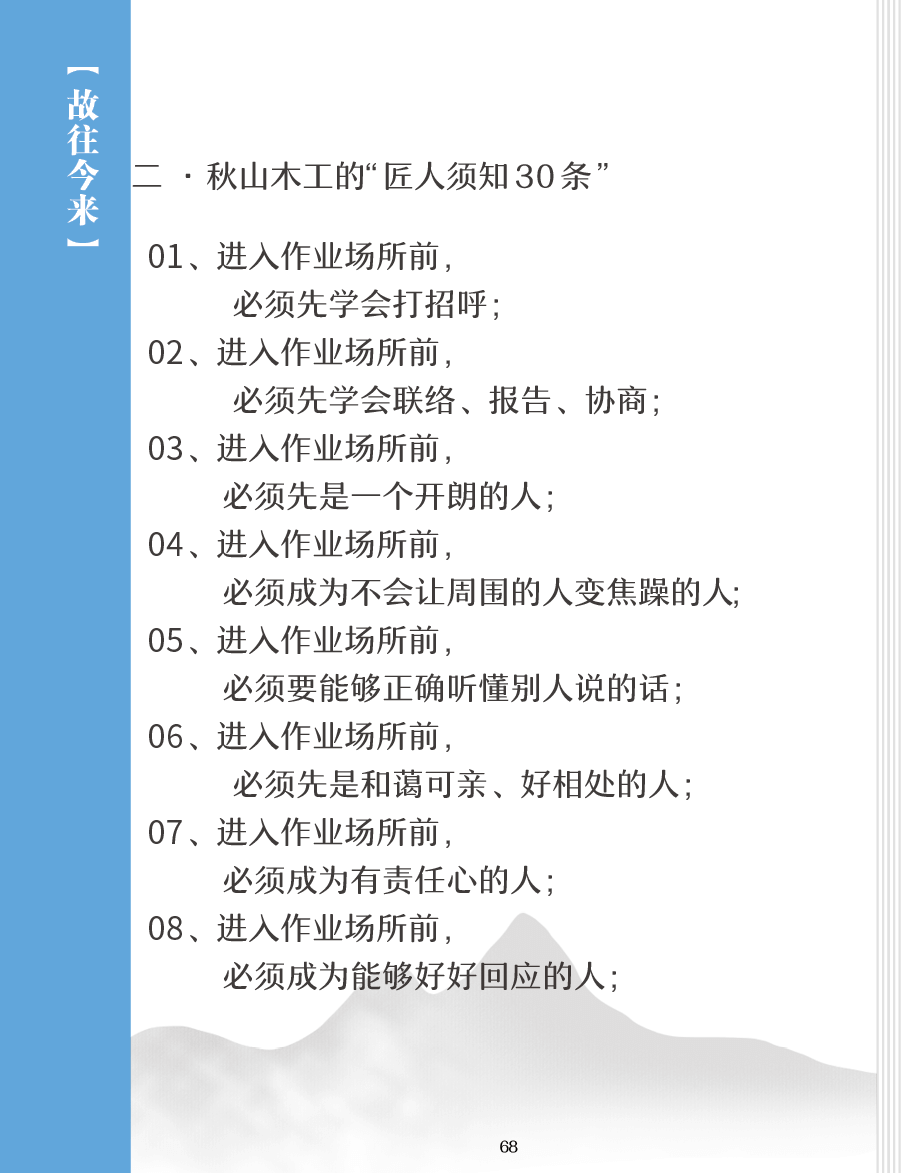 【故往今来】
二 · 秋山木工的“匠人须知30条”
01、进入作业场所前，
必须先学会打招呼；
02、进入作业场所前，
必须先学会联络、报告、协商；
03、进入作业场所前，
必须先是一个开朗的人；
04、进入作业场所前，
必须成为不会让周围的人变焦躁的人；
05、进入作业场所前，
必须要能够正确听懂别人说的话；
06、进入作业场所前，
必须先是和蔼可亲、好相处的人；
07、进入作业场所前，
必须成为有责任心的人；
08、进入作业场所前，
必须成为能够好好回应的人；
68